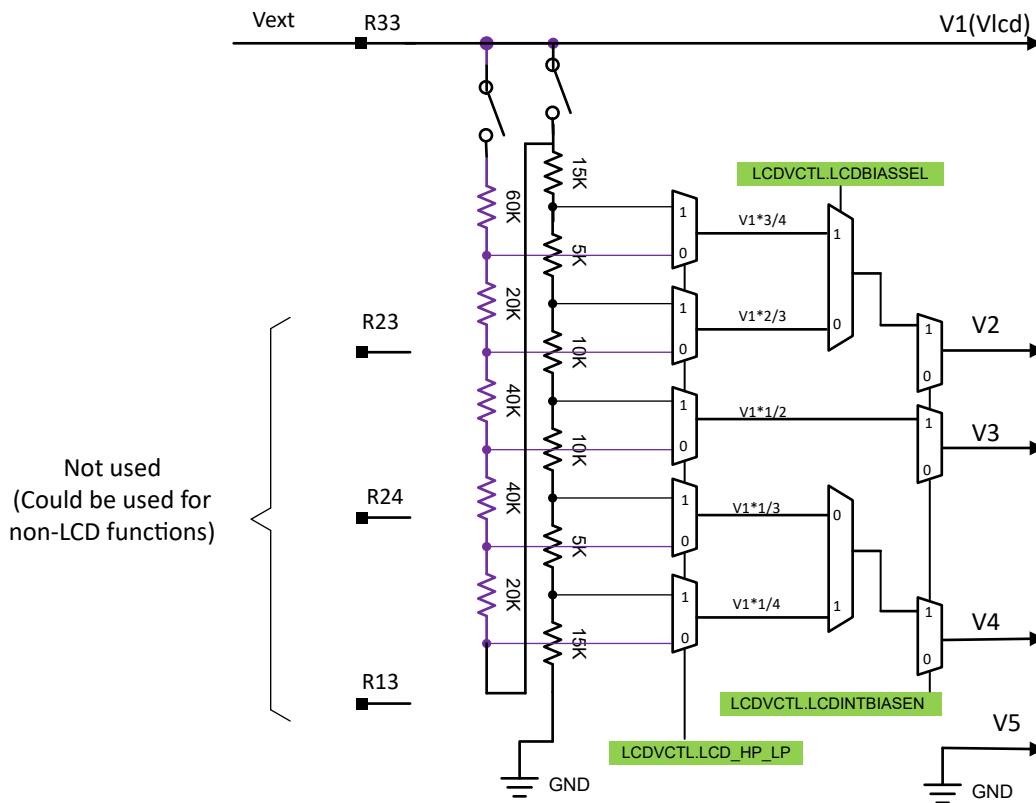 Vext
R33
V1(Vlcd)
15K
LCDVCTL.LCDBIASSEL
60K
1
V1*3/4
1
0
5K
20K
R23
1
V1*2/3
0
1
V2
0
10K
0
40K
1
V1*1/2
1
V3
0
10K
0
Not used
(Could be used for
non-LCD functions)
R24
40K
1
V1*1/3
0
0
5K
20K
1
V1*1/4
1
1
V4
0
15K
0
R13
LCDVCTL.LCDINTBIASEN
V5
LCDVCTL.LCD_HP_LP
GND
GND